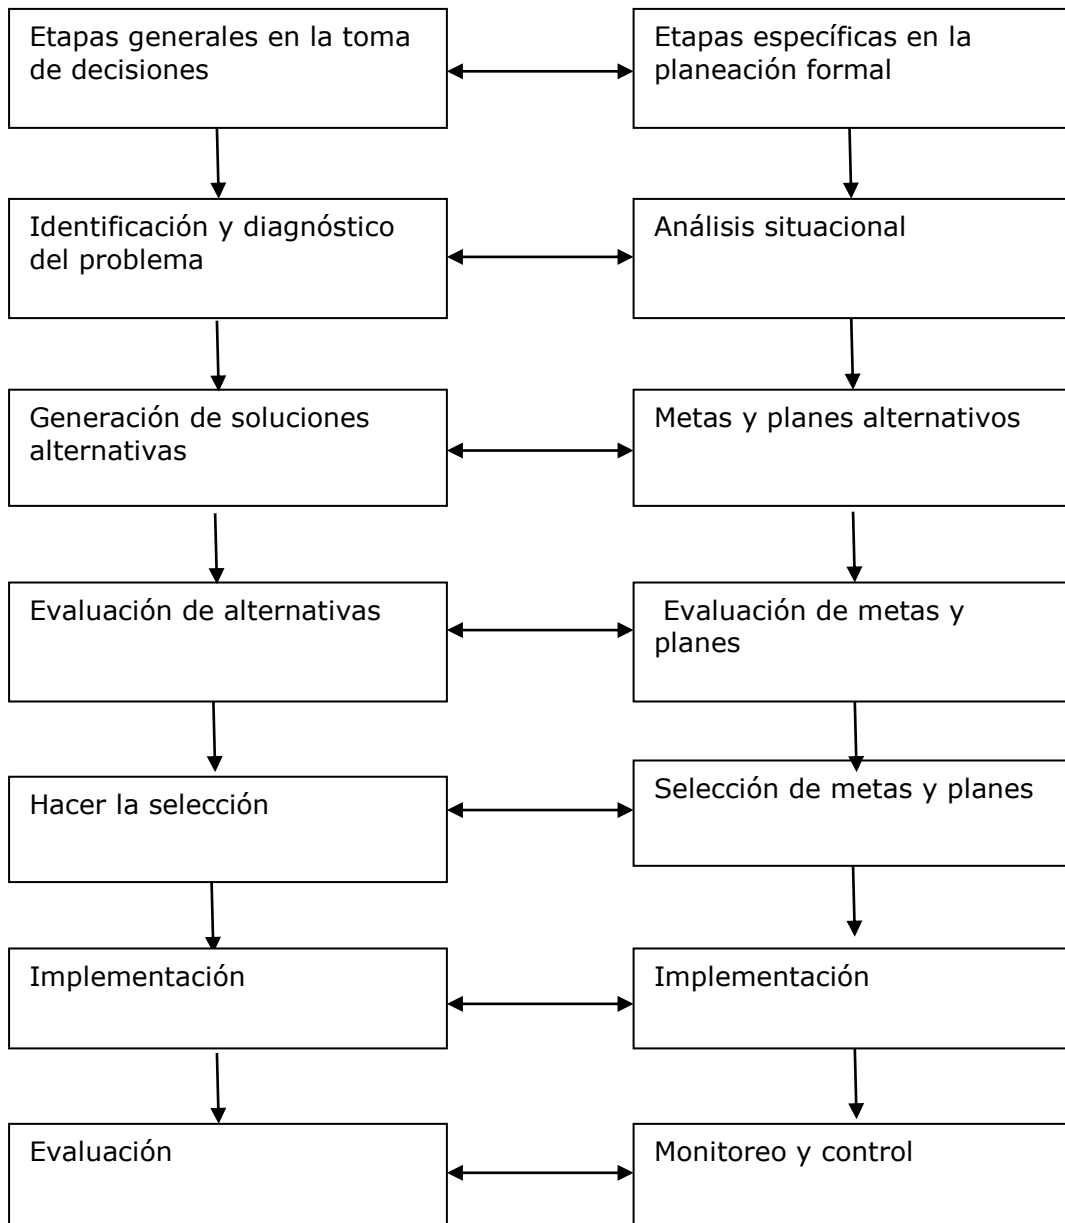 Etapas generales en la toma
de decisiones
Etapas específicas en la
planeación formal
Identificación y diagnóstico
del problema
Análisis situacional
Generación de soluciones
alternativas
Metas y planes alternativos
Evaluación de alternativas
Evaluación de metas y
planes
Hacer la selección
Selección de metas y planes
Implementación
Implementación
Evaluación
Monitoreo y control